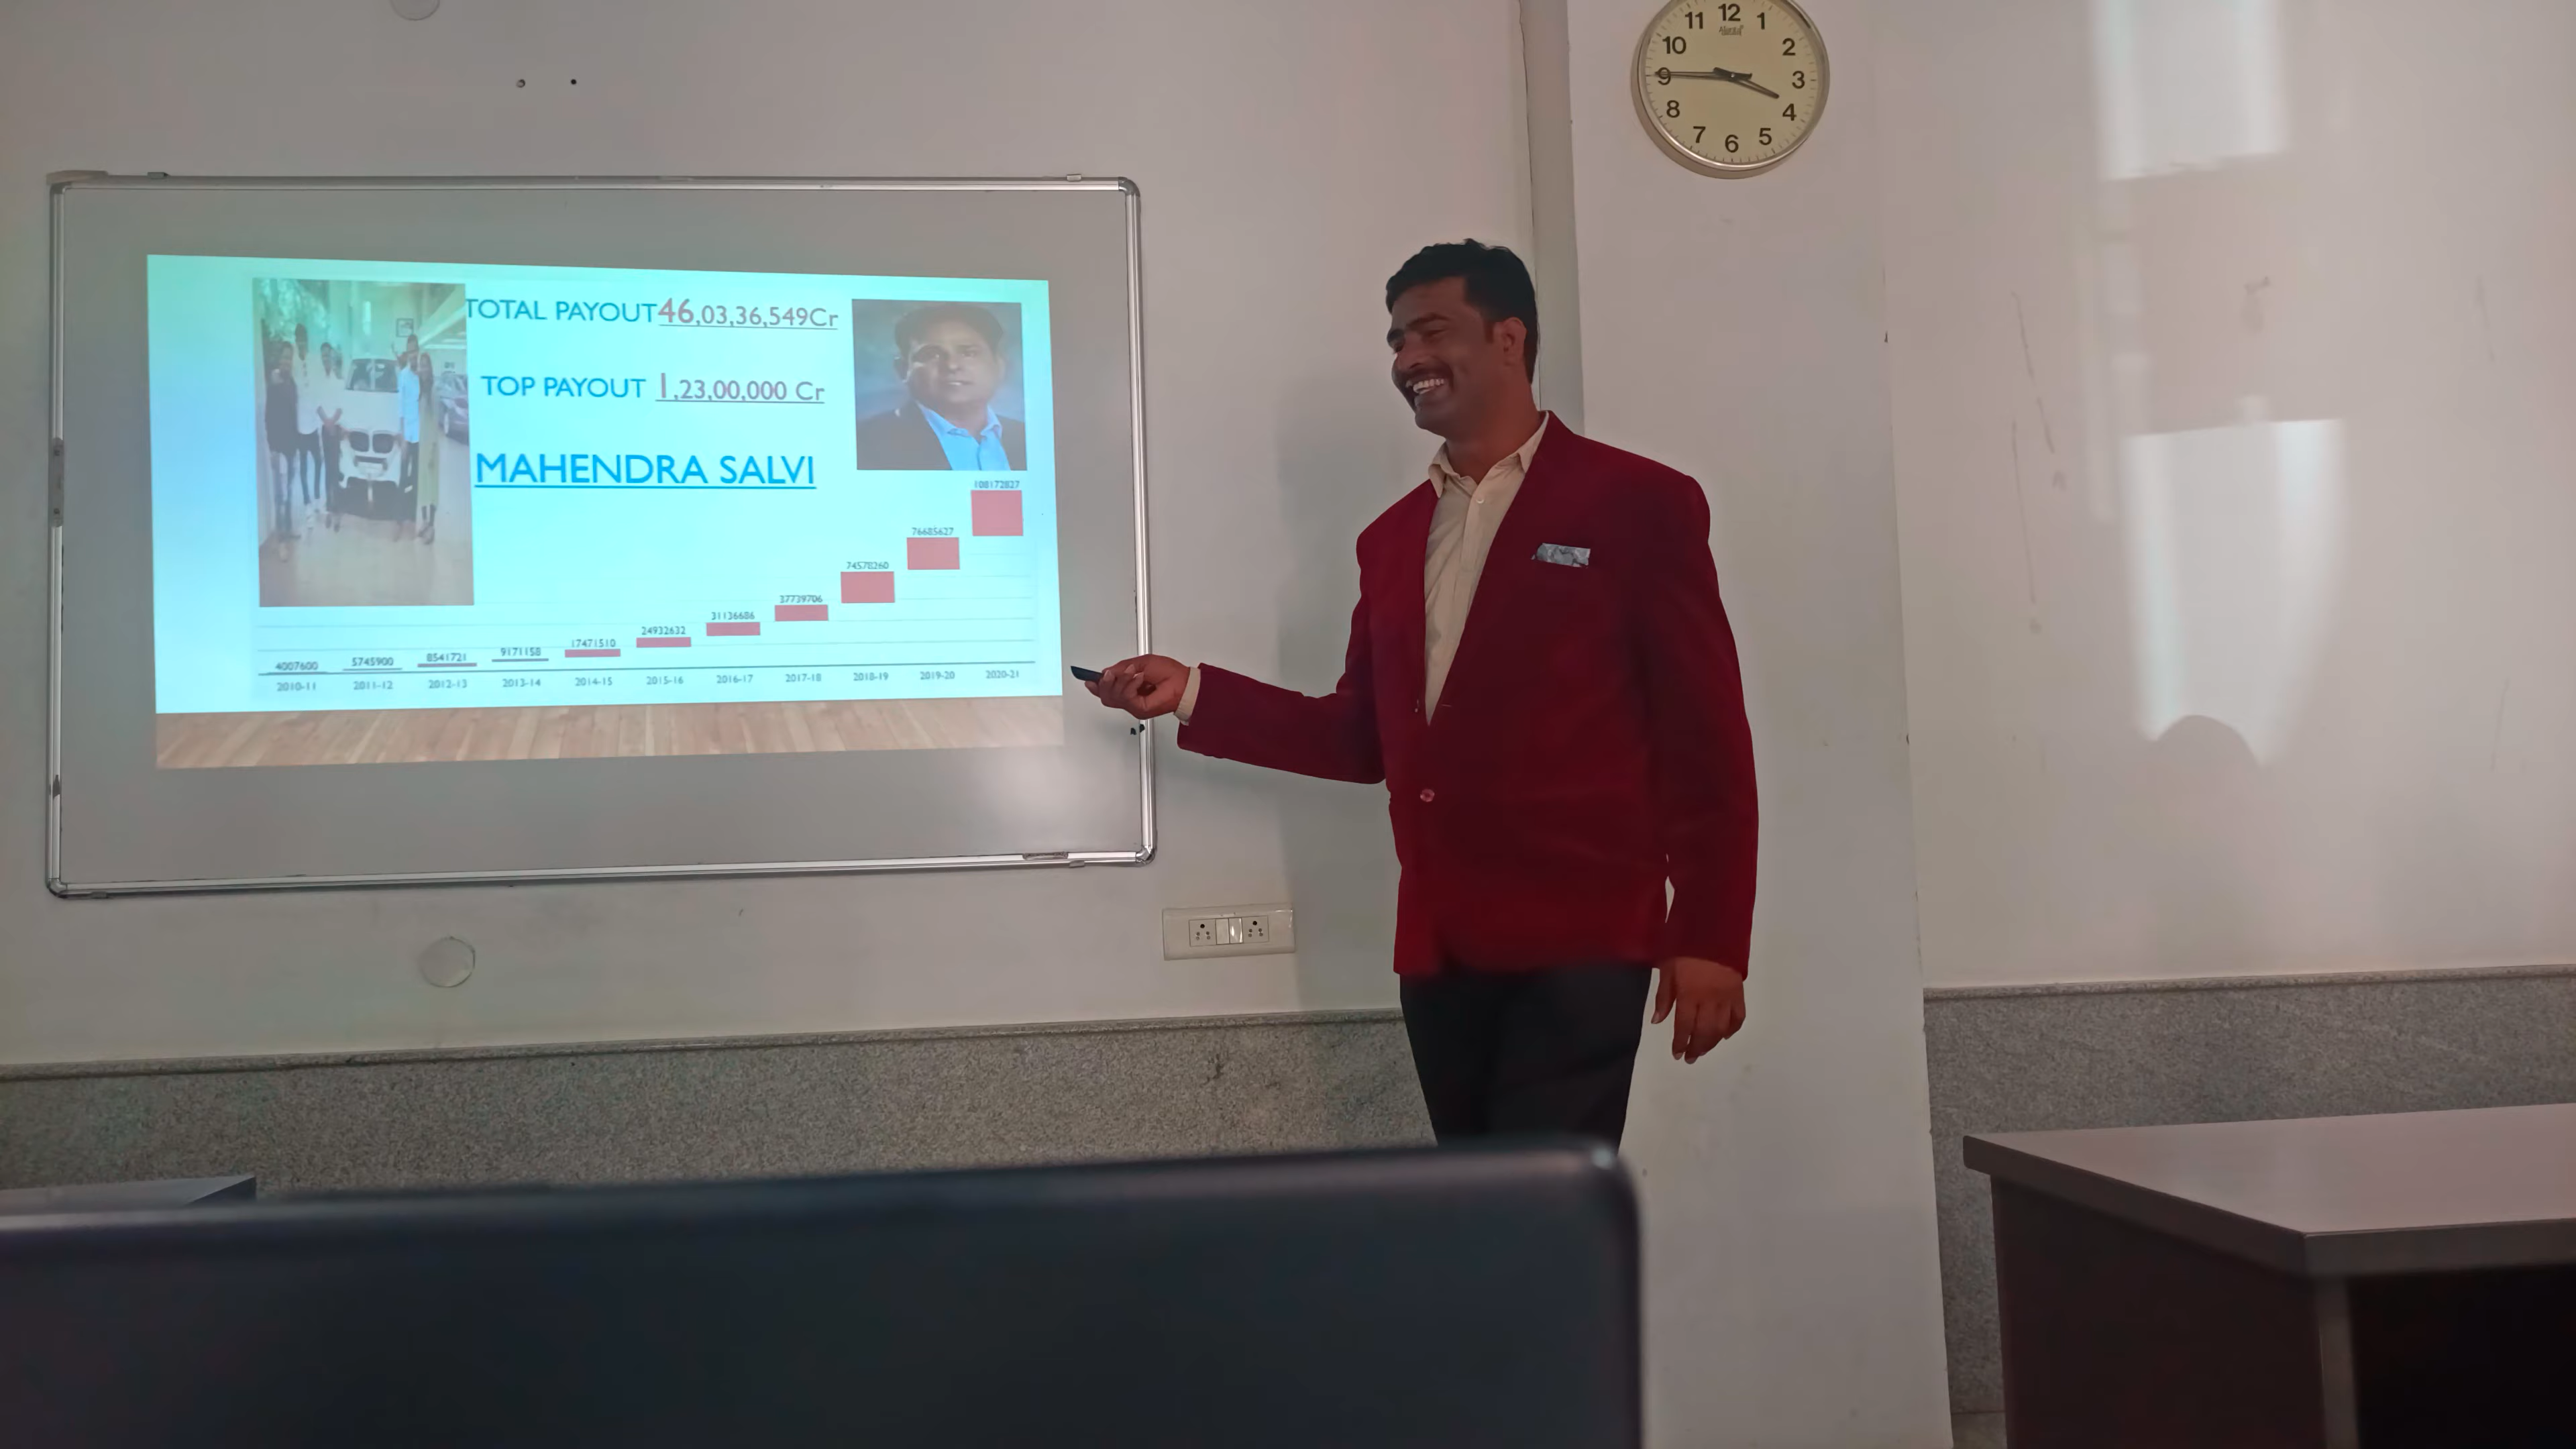 TOTAL PAYOUT 46,03,36,549Cr
TOP PAYOUT 1,23,00,000 Cr
MAHENDRA SALVI
4007600 5745900 8541721 9171158 17471510 24932632 31136686 37739706 74578260 76685627 108172827
2010-11 2011-12 2012-13 2013-14 2014-15 2015-16 2016-17 2017-18 2018-19 2019-20 2020-21
12
11 1
10 2
9 3
8 4
7 5
6